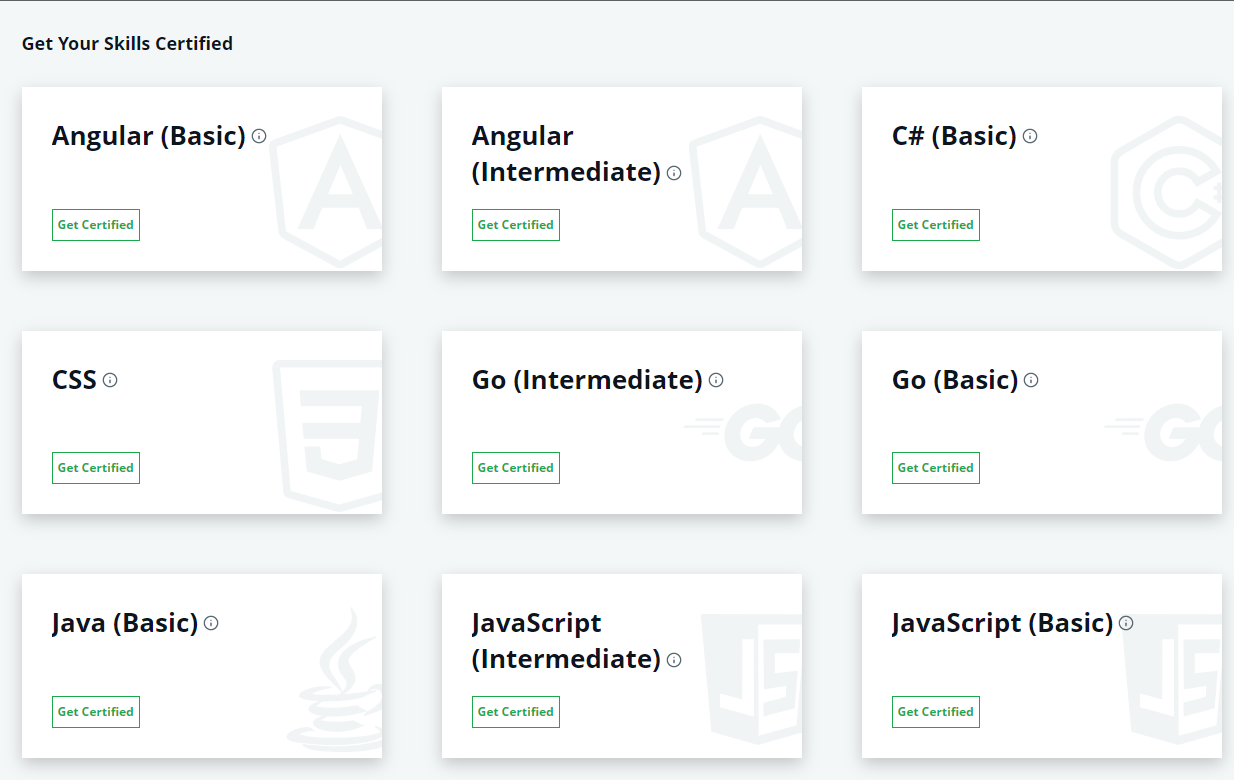 Get Your Skills Certified
Angular (Basic)
Get Certified
Angular
(Intermediate)
Get Certified
C# (Basic)
Get Certified
CSS
Get Certified
Go (Intermediate)
Get Certified
Go (Basic)
Get Certified
Java (Basic)
Get Certified
JavaScript
(Intermediate)
Get Certified
JavaScript (Basic)
Get Certified